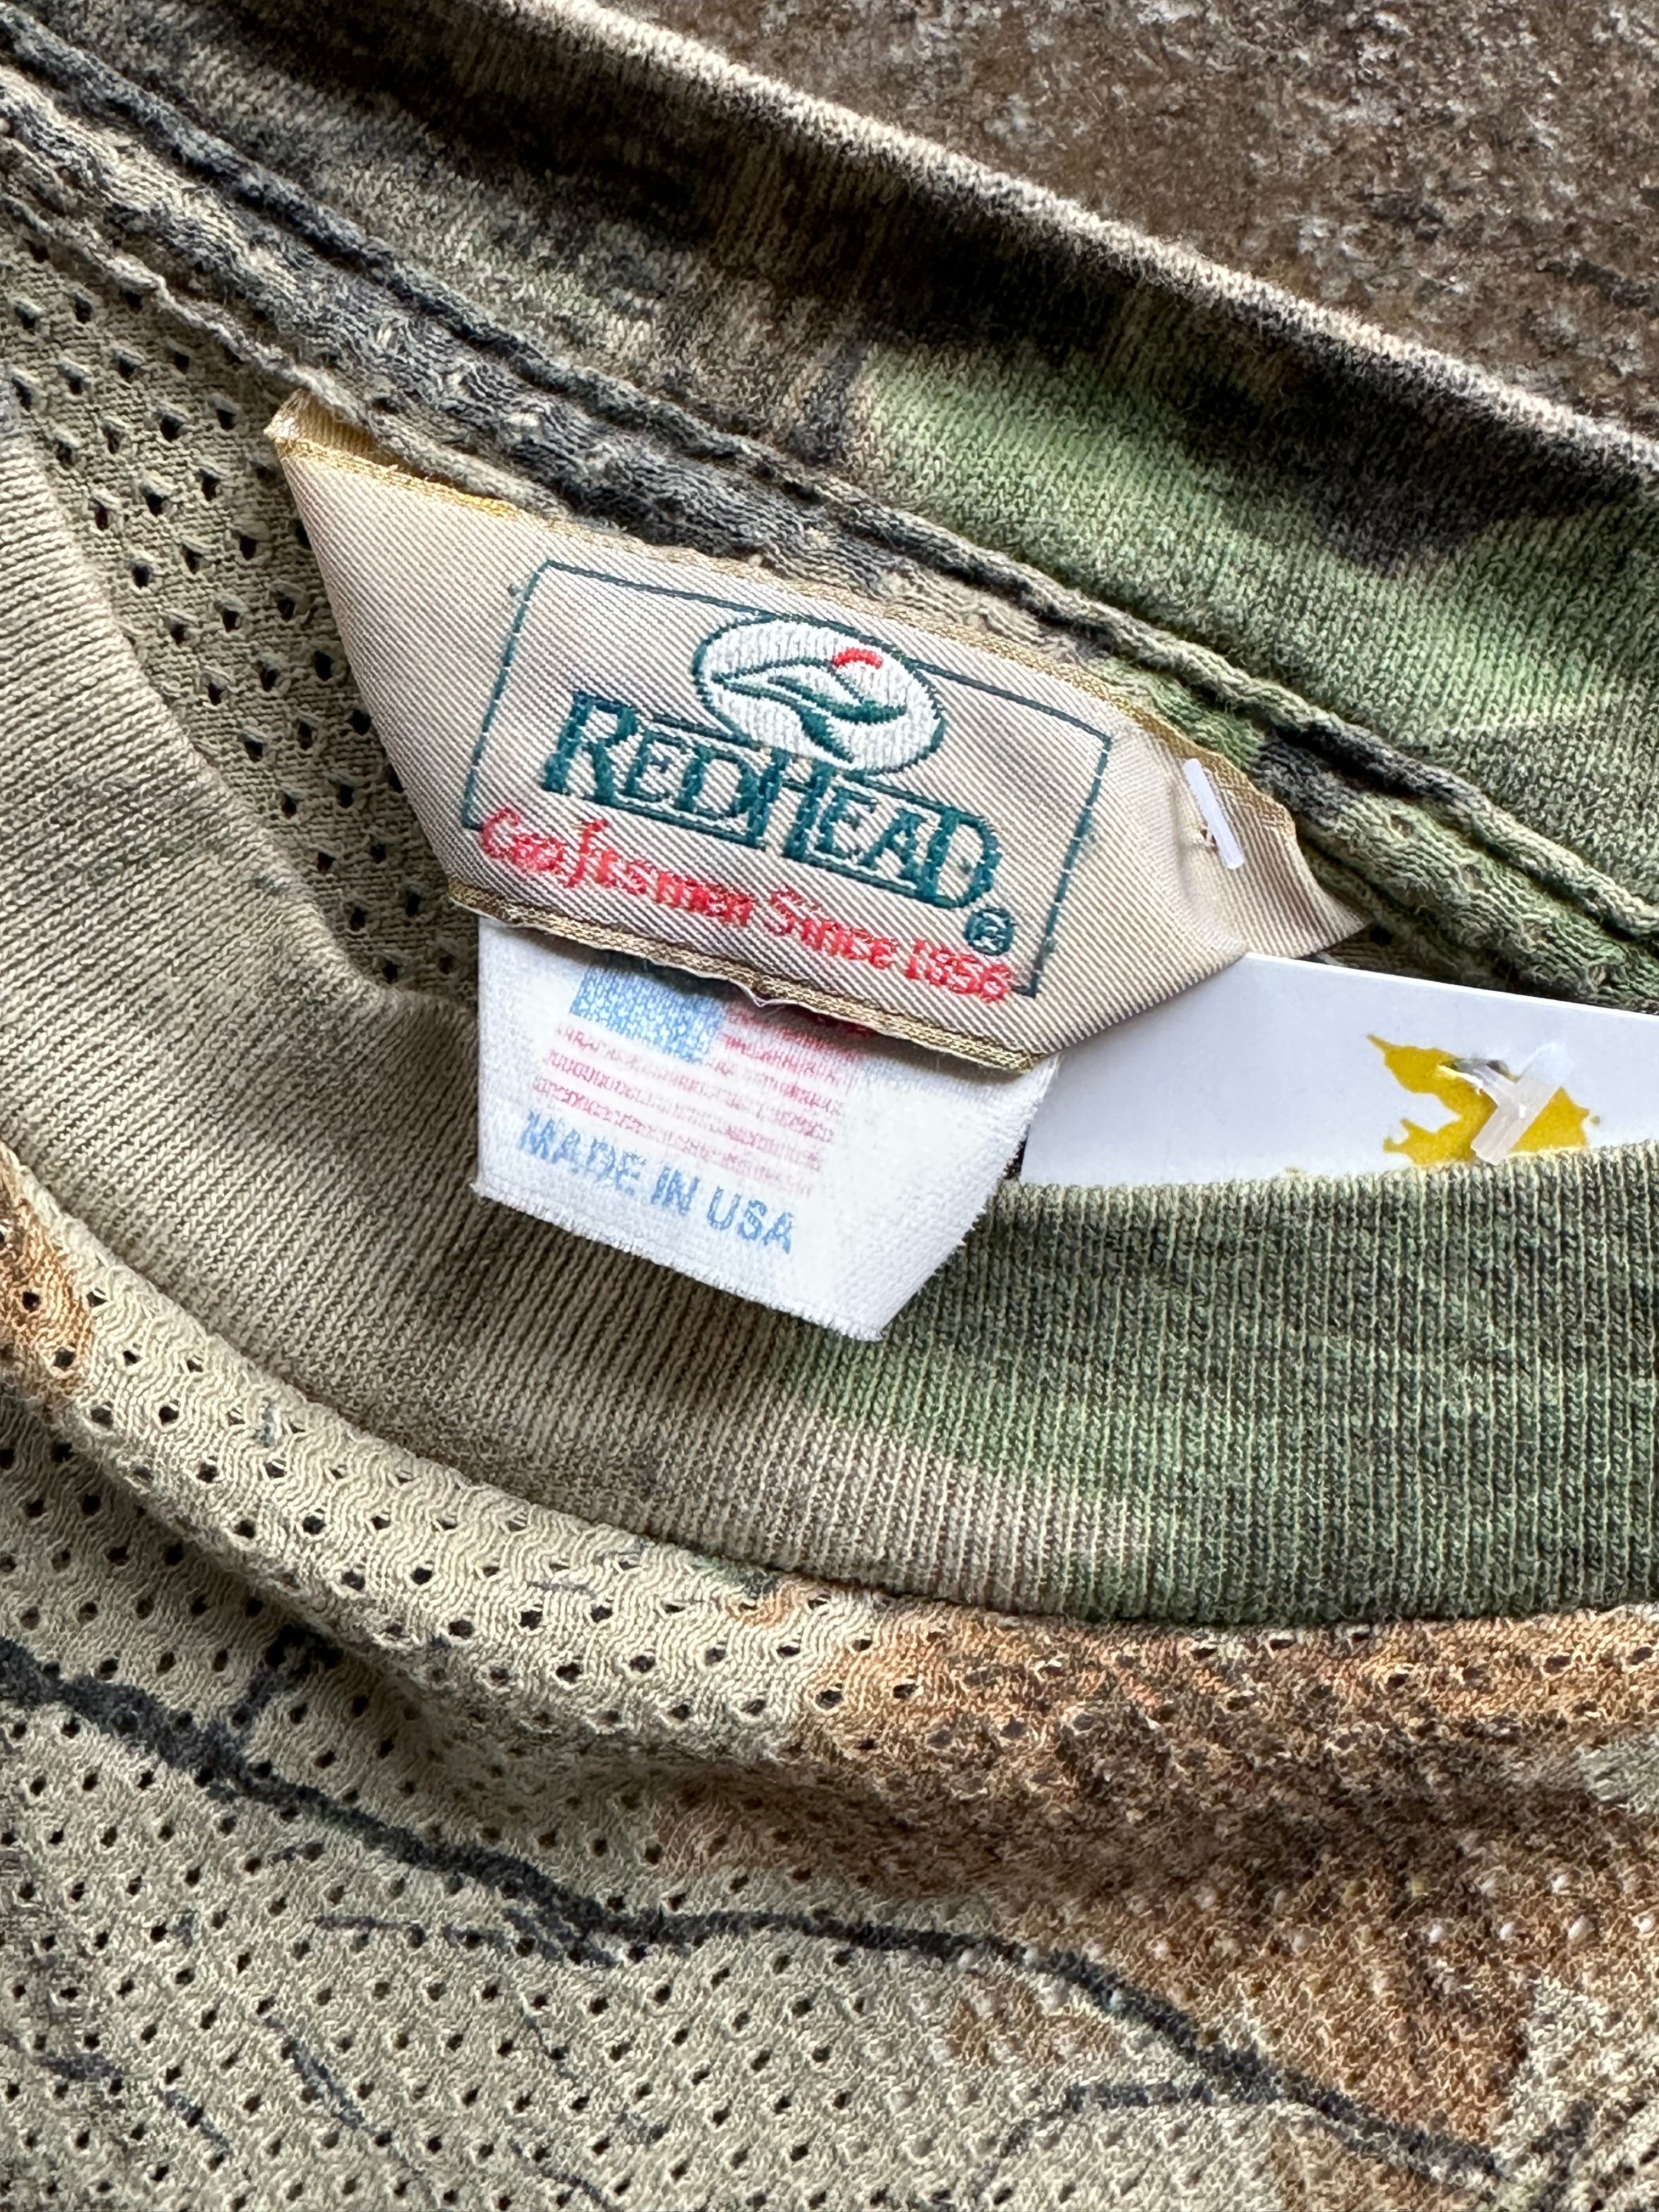 REDHEAD®
Craftsmen Since 1856
MADE IN USA